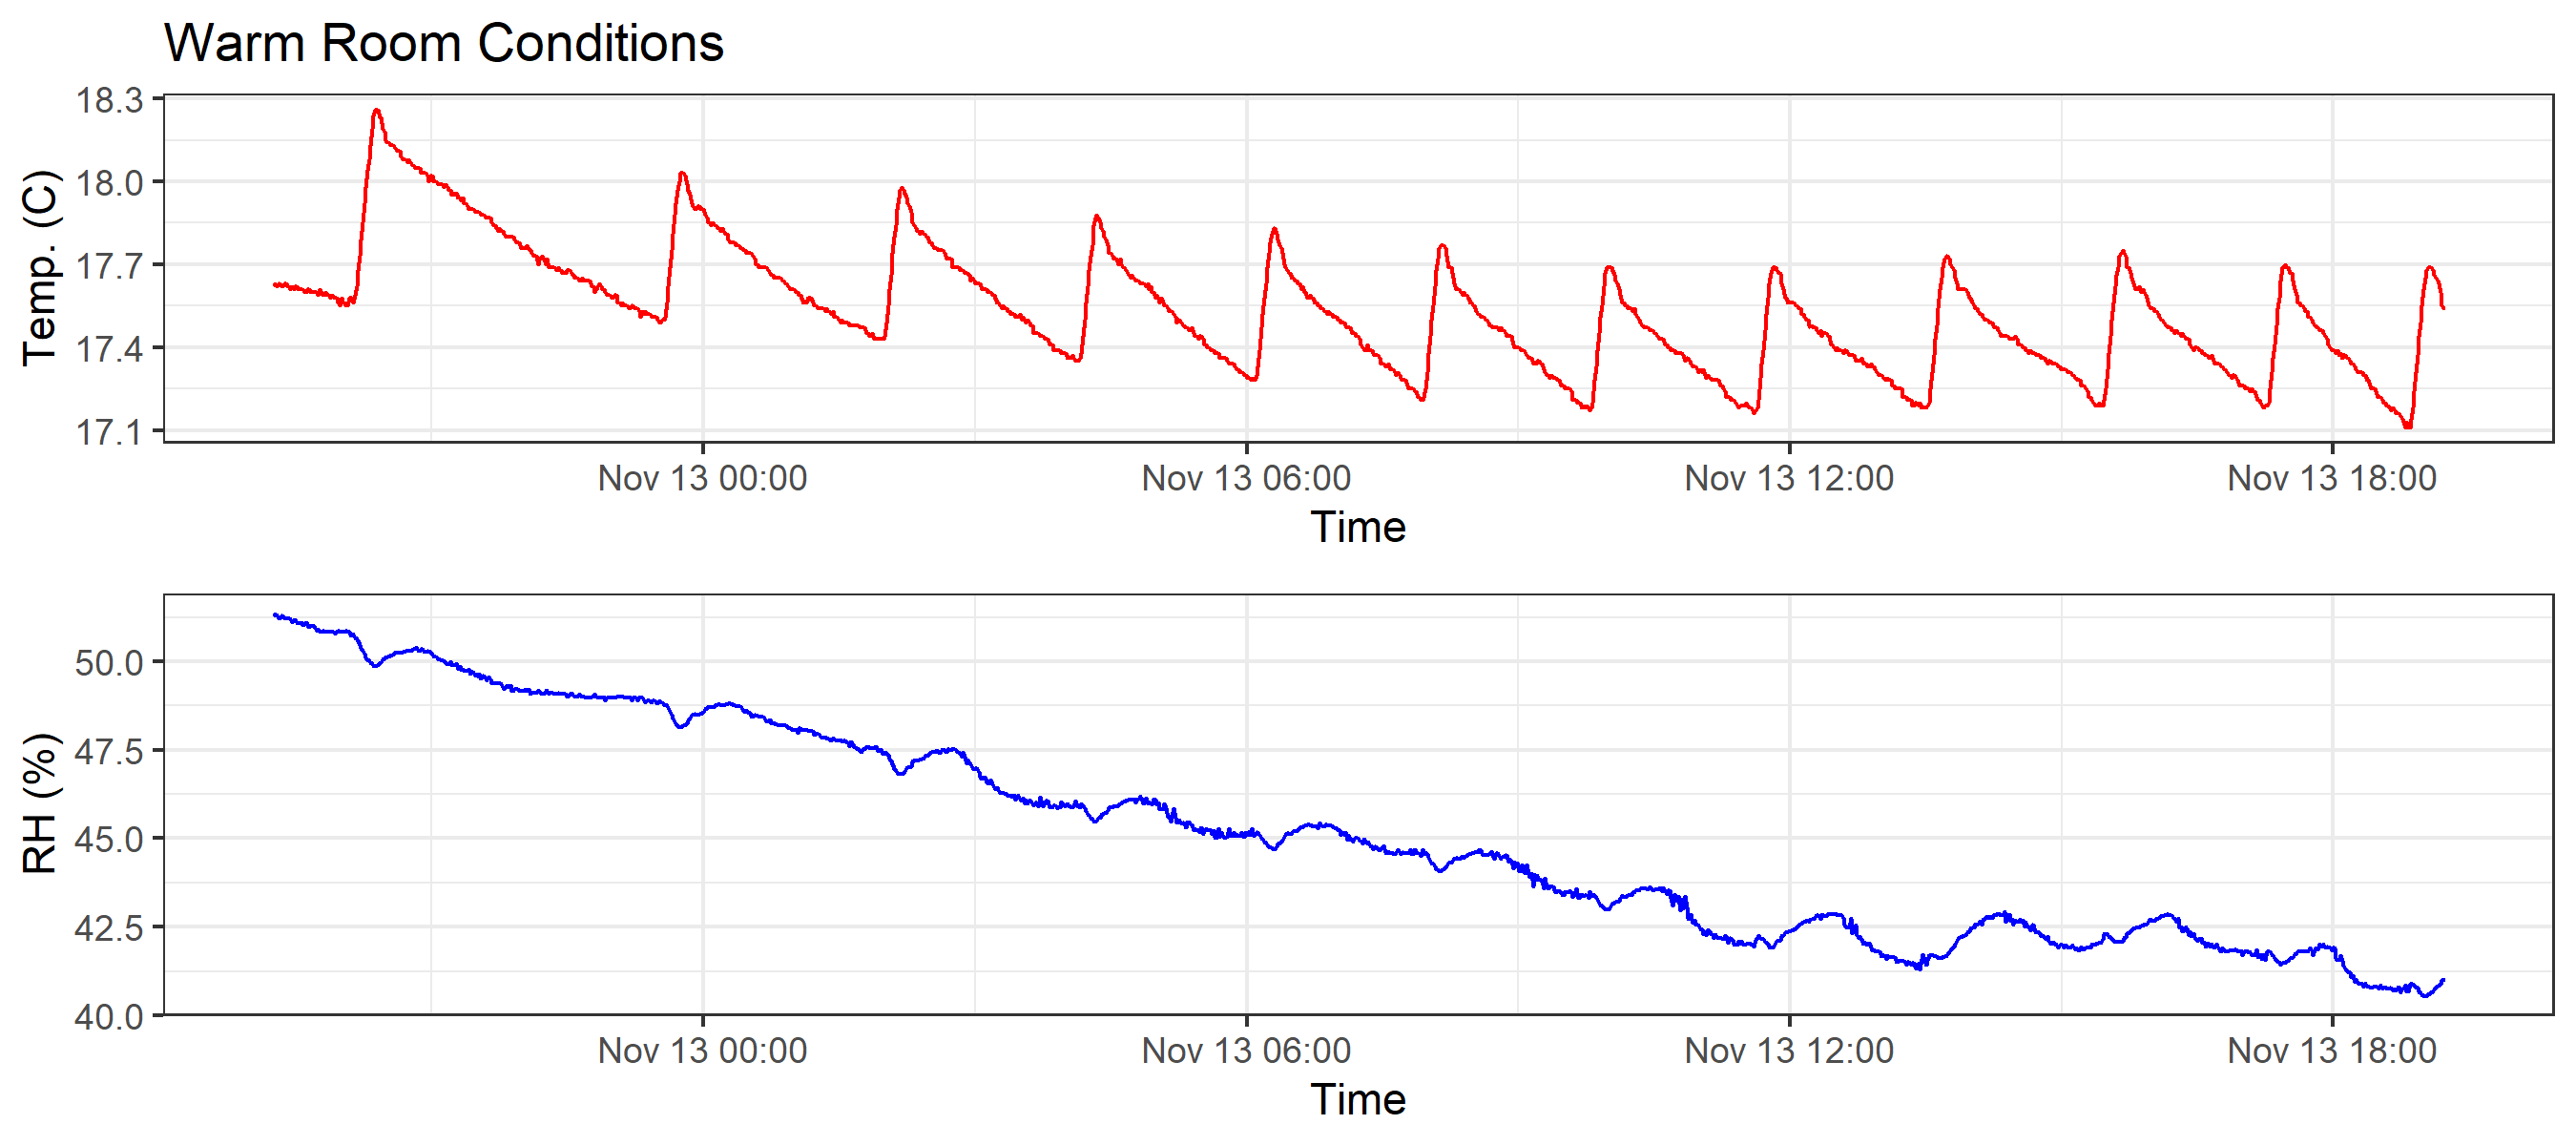 Warm Room Conditions
Temp. (C)
18.3
18.0
17.7
17.4
17.1
Nov 13 00:00 Nov 13 06:00 Nov 13 12:00 Nov 13 18:00
Time
RH (%)
50.0
47.5
45.0
42.5
40.0
Nov 13 00:00 Nov 13 06:00 Nov 13 12:00 Nov 13 18:00
Time